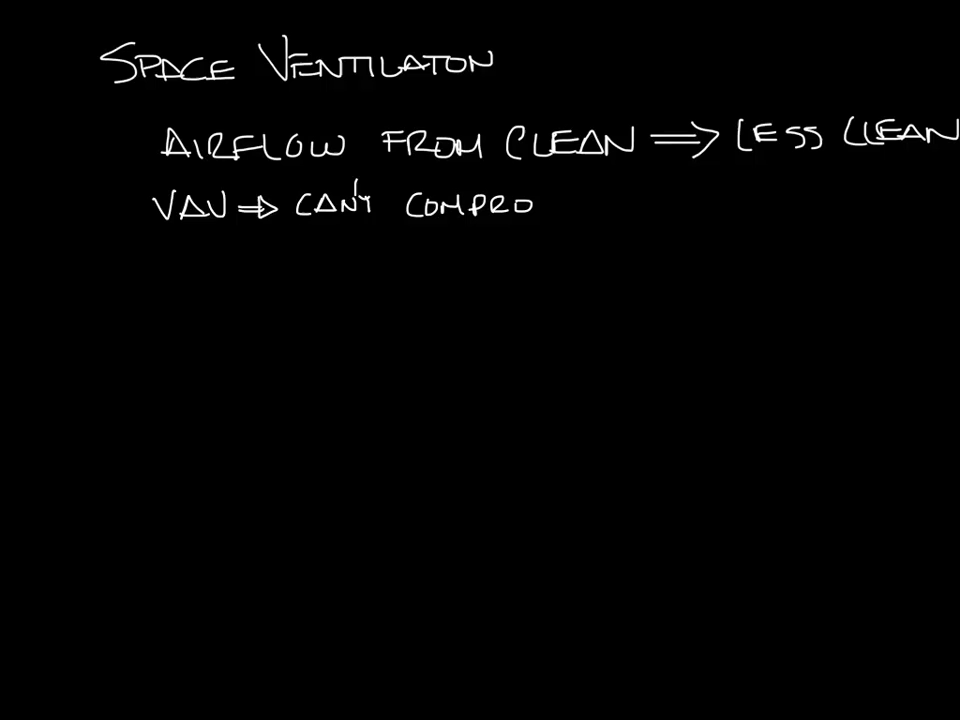 SPACE VENTILATON
AIRFLOW FROM CLEAN ⇒ LESS CLEAN
VAV ⇒ CAN'T COMPRO